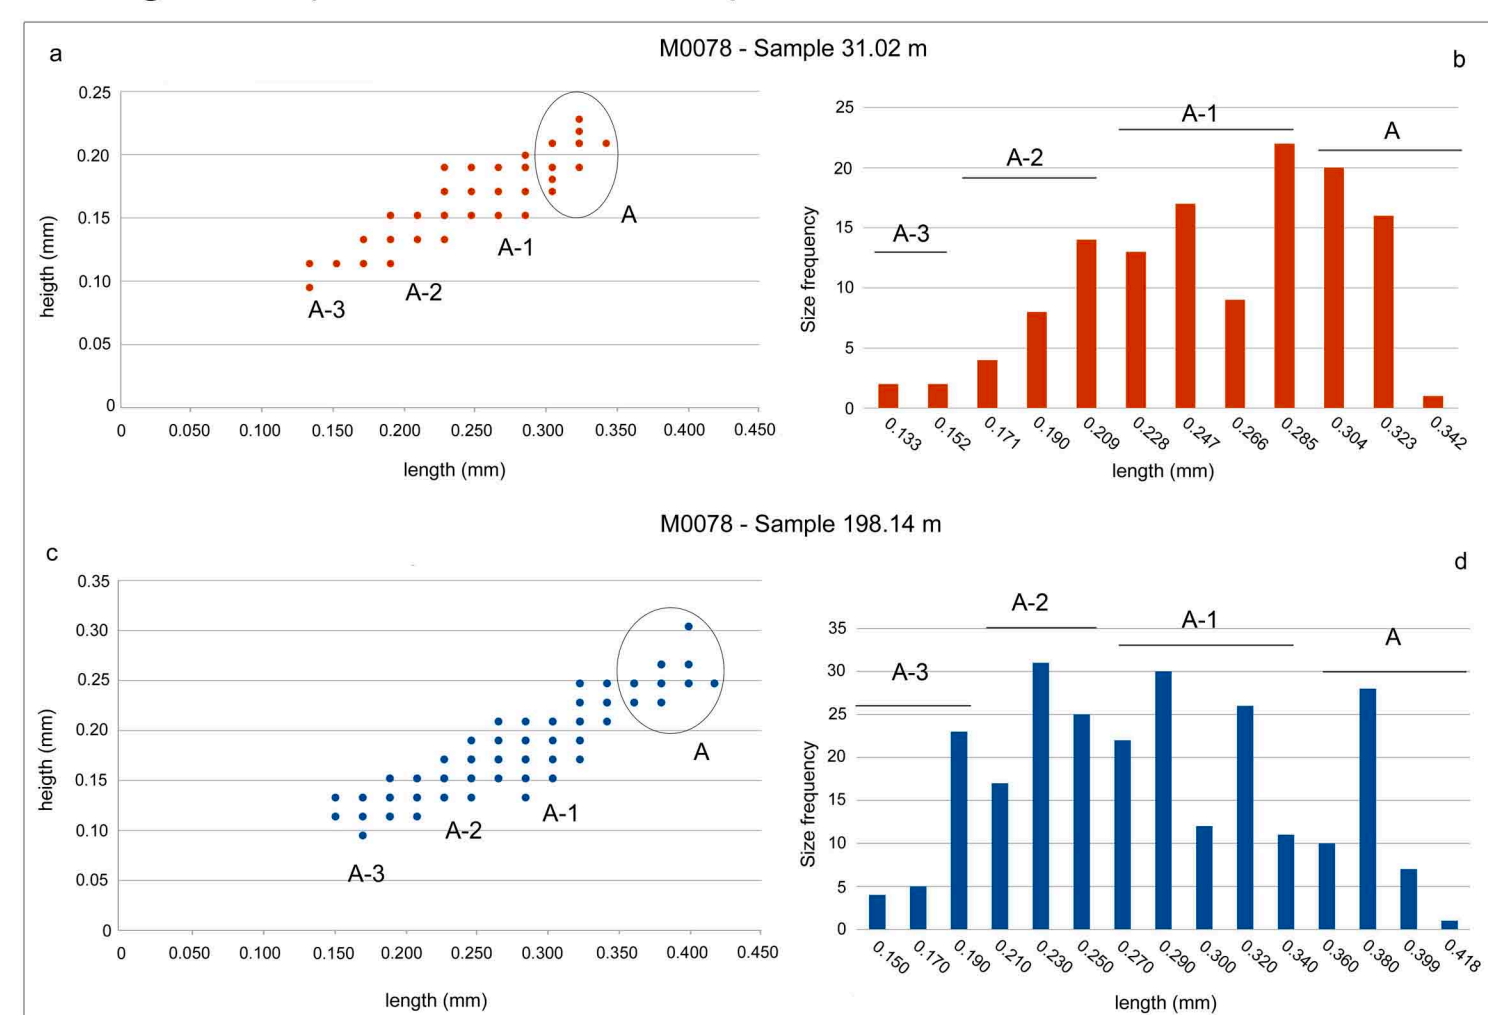 M0078 - Sample 31.02 m
a
b
0.25
0.20
0.15
0.10
0.05
0
heigth (mm)
A
A-1
A-2
A-3
0 0.050 0.100 0.150 0.200 0.250 0.300 0.350 0.400 0.450
length (mm)
25
20
15
10
5
0
Size frequency
A-1
A
A-2
A-3
0.133 0.152 0.171 0.190 0.209 0.228 0.247 0.266 0.285 0.304 0.323 0.342
length (mm)
M0078 - Sample 198.14 m
c
d
0.35
0.30
0.25
0.20
0.15
0.10
0.05
0
heigth (mm)
A
A-1
A-2
A-3
0 0.050 0.100 0.150 0.200 0.250 0.300 0.350 0.400 0.450
length (mm)
35
30
25
20
15
10
5
0
Size frequency
A-2
A-1
A
A-3
0.150 0.170 0.190 0.210 0.230 0.250 0.270 0.290 0.300 0.320 0.340 0.360 0.380 0.399 0.418
length (mm)